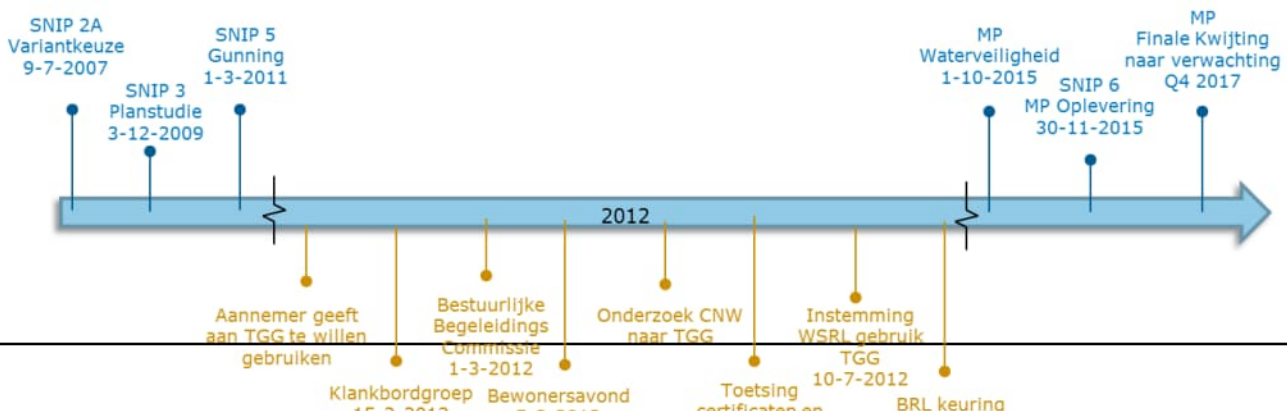 SNIP 2A
Variantkeuze
9-7-2007
SNIP 3
Planstudie
3-12-2009
SNIP 5
Gunning
1-3-2011
MP
Waterveiligheid
1-10-2015
SNIP 6
MP Oplevering
30-11-2015
MP
Finale Kwijting
naar verwachting
Q4 2017
2012
Aannemer geeft
aan TGG te willen
gebruiken
Klankbordgroep
Bestuurlijke
Begeleidings
Commissie
1-3-2012
Bewonersavond
Onderzoek CNW
naar TGG
Toetsing
certificaten en
Instemming
WSRL gebruik
TGG
10-7-2012
BRL keuring